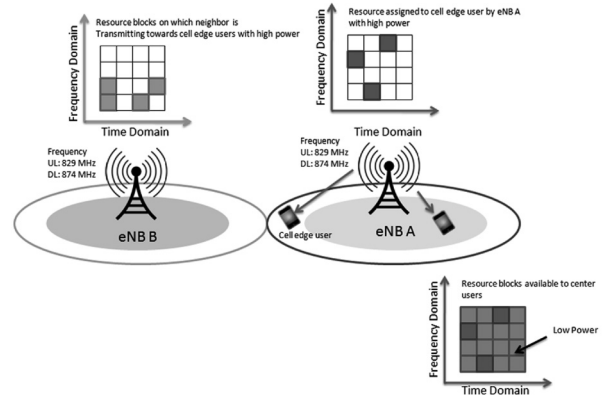 Resource blocks on which neighbor is
Transmitting towards cell edge users with high power
Frequency Domain
Time Domain
Resource assigned to cell edge user by eNB A
with high power
Frequency Domain
Time Domain
Frequency
UL: 829 MHz
DL: 874 MHz
eNB B
Frequency
UL: 829 MHz
DL: 874 MHz
Cell edge user
eNB A
Resource blocks available to center
users
Frequency Domain
Low Power
Time Domain